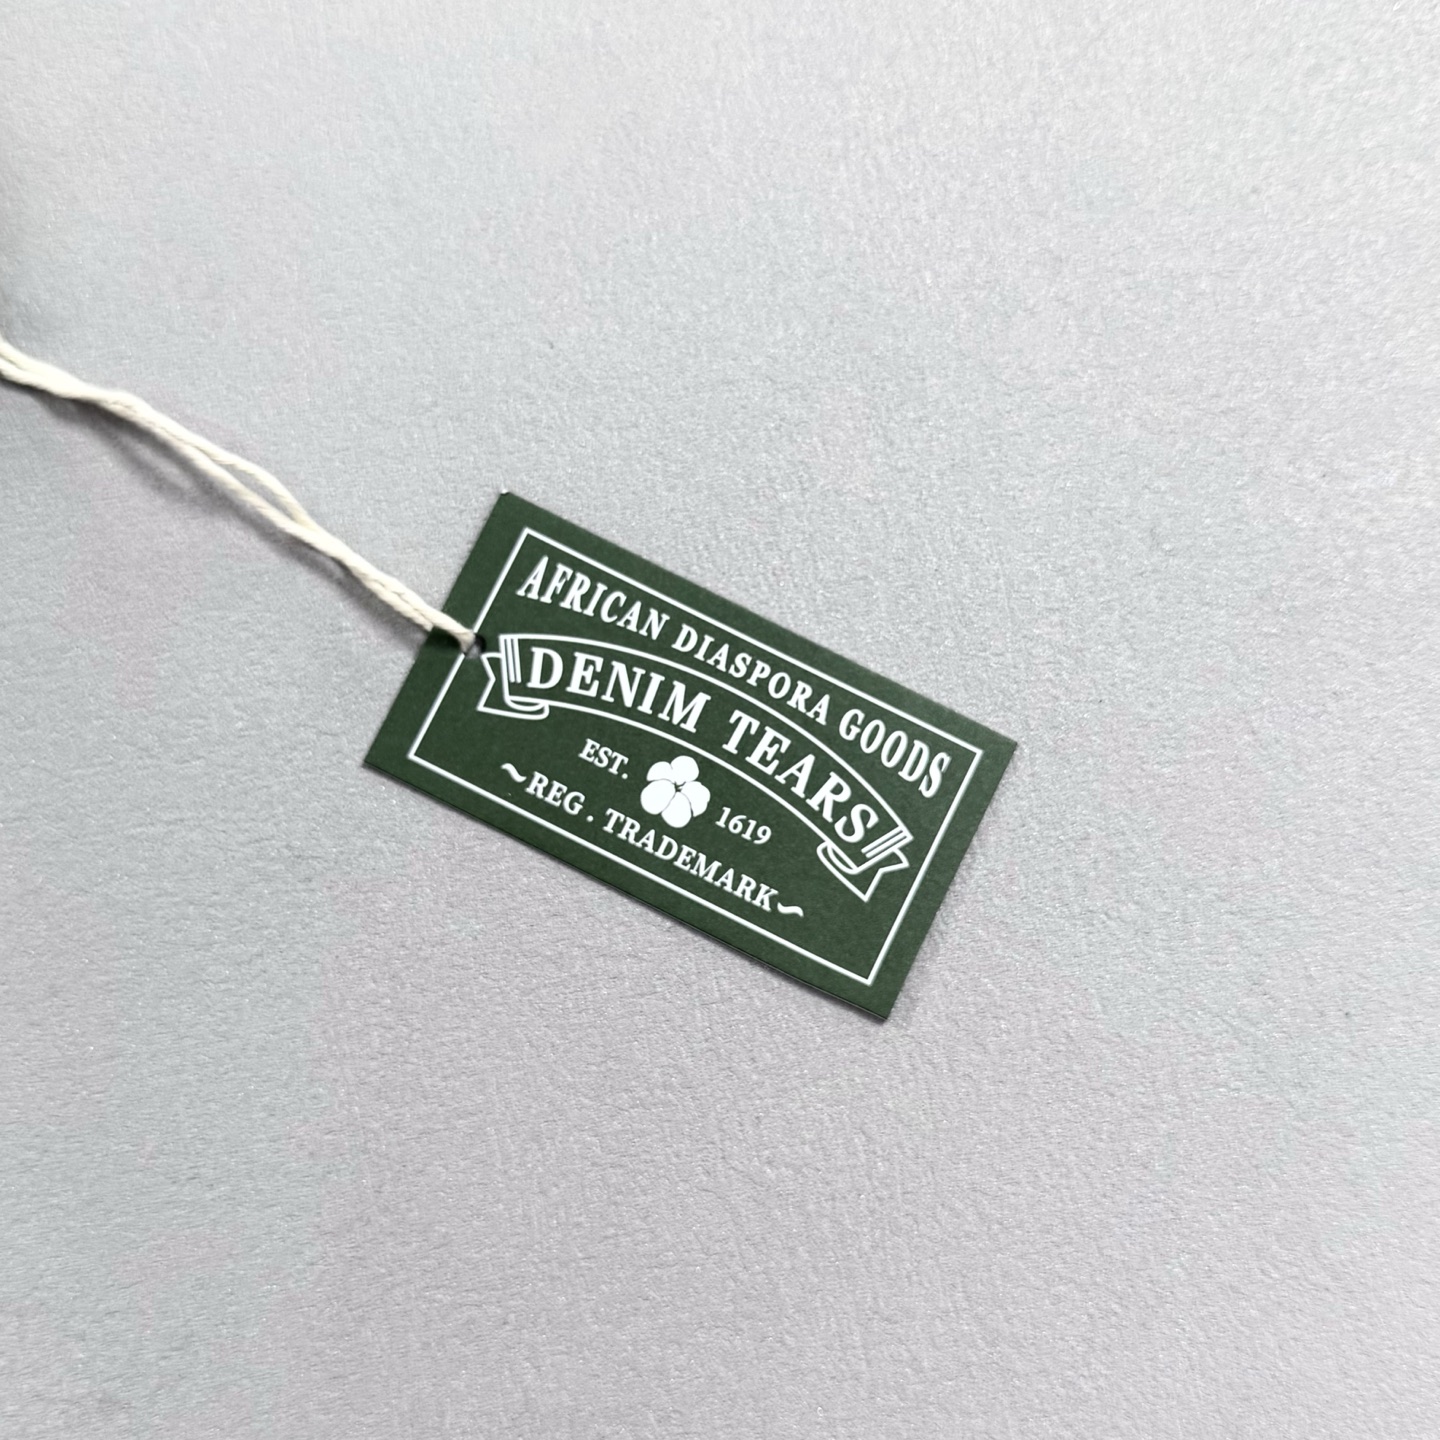 AFRICAN DIASPORA GOODS
DENIM TEARS
EST. 1619
~REG. TRADEMARK~